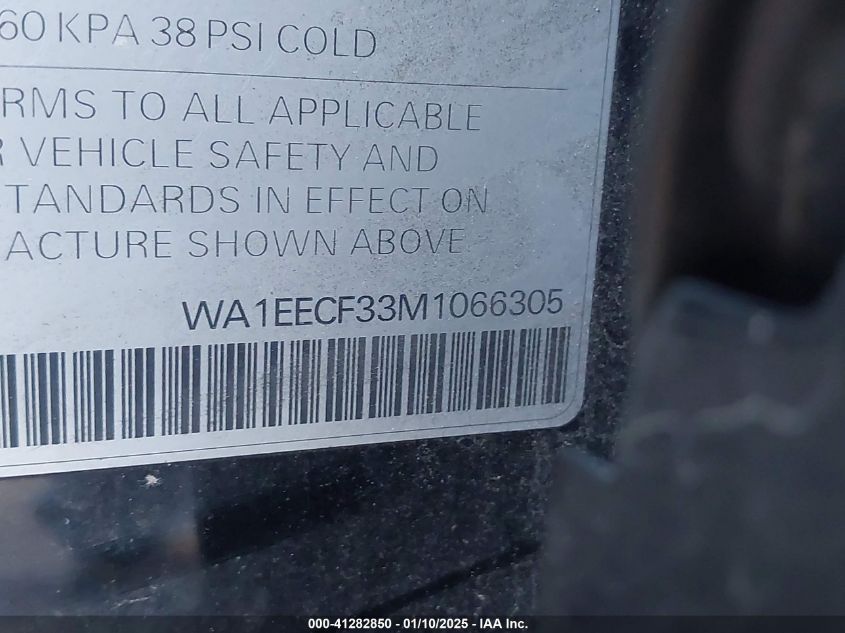 60 KPA 38 PSI COLD
RMS TO ALL APPLICABLE
R VEHICLE SAFETY AND
TANDARDS IN EFFECT ON
ACTURE SHOWN ABOVE
WA1EECF33M1066305
000-41282850 - 01/10/2025 - IAA Inc.